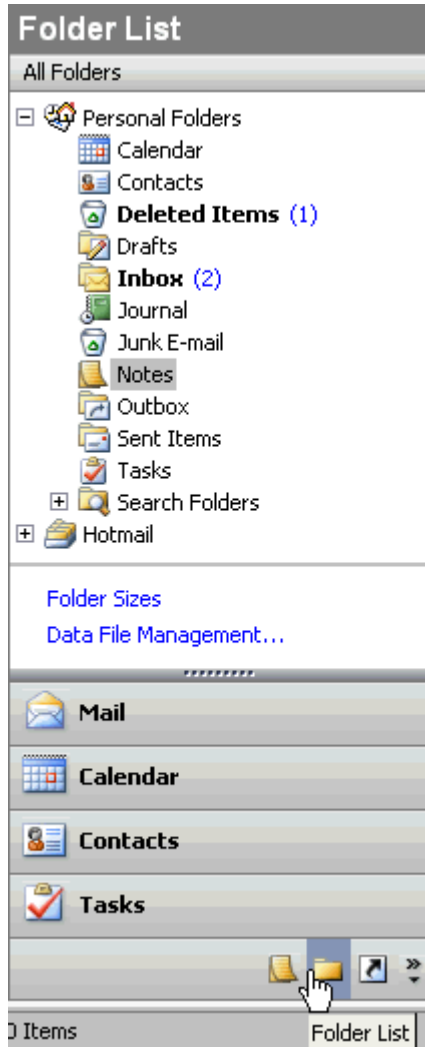 Folder List
All Folders
Personal Folders
Calendar
Contacts
Deleted Items (1)
Drafts
Inbox (2)
Journal
Junk E-mail
Notes
Outbox
Sent Items
Tasks
Search Folders
Hotmail
Folder Sizes
Data File Management...
Mail
Calendar
Contacts
Tasks
0 Items
Folder List